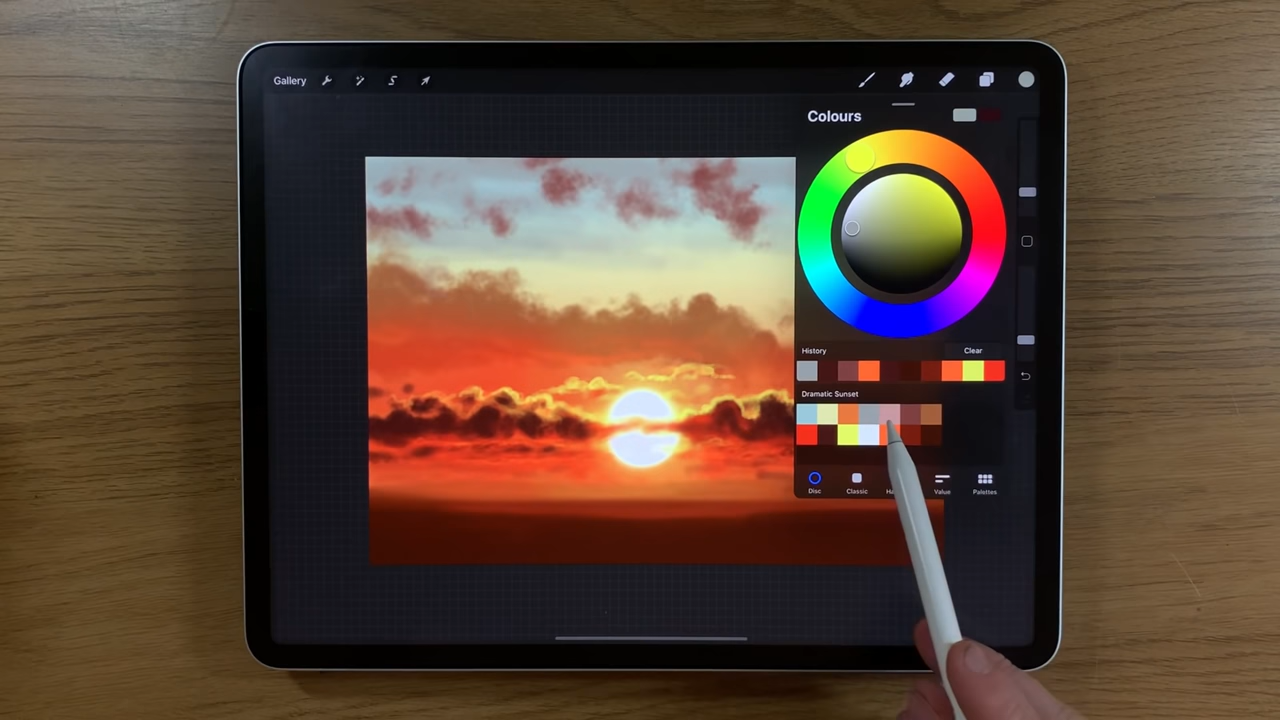 Gallery
Colours
History Clear
Dramatic Sunset
Disc Classic Value Palettes